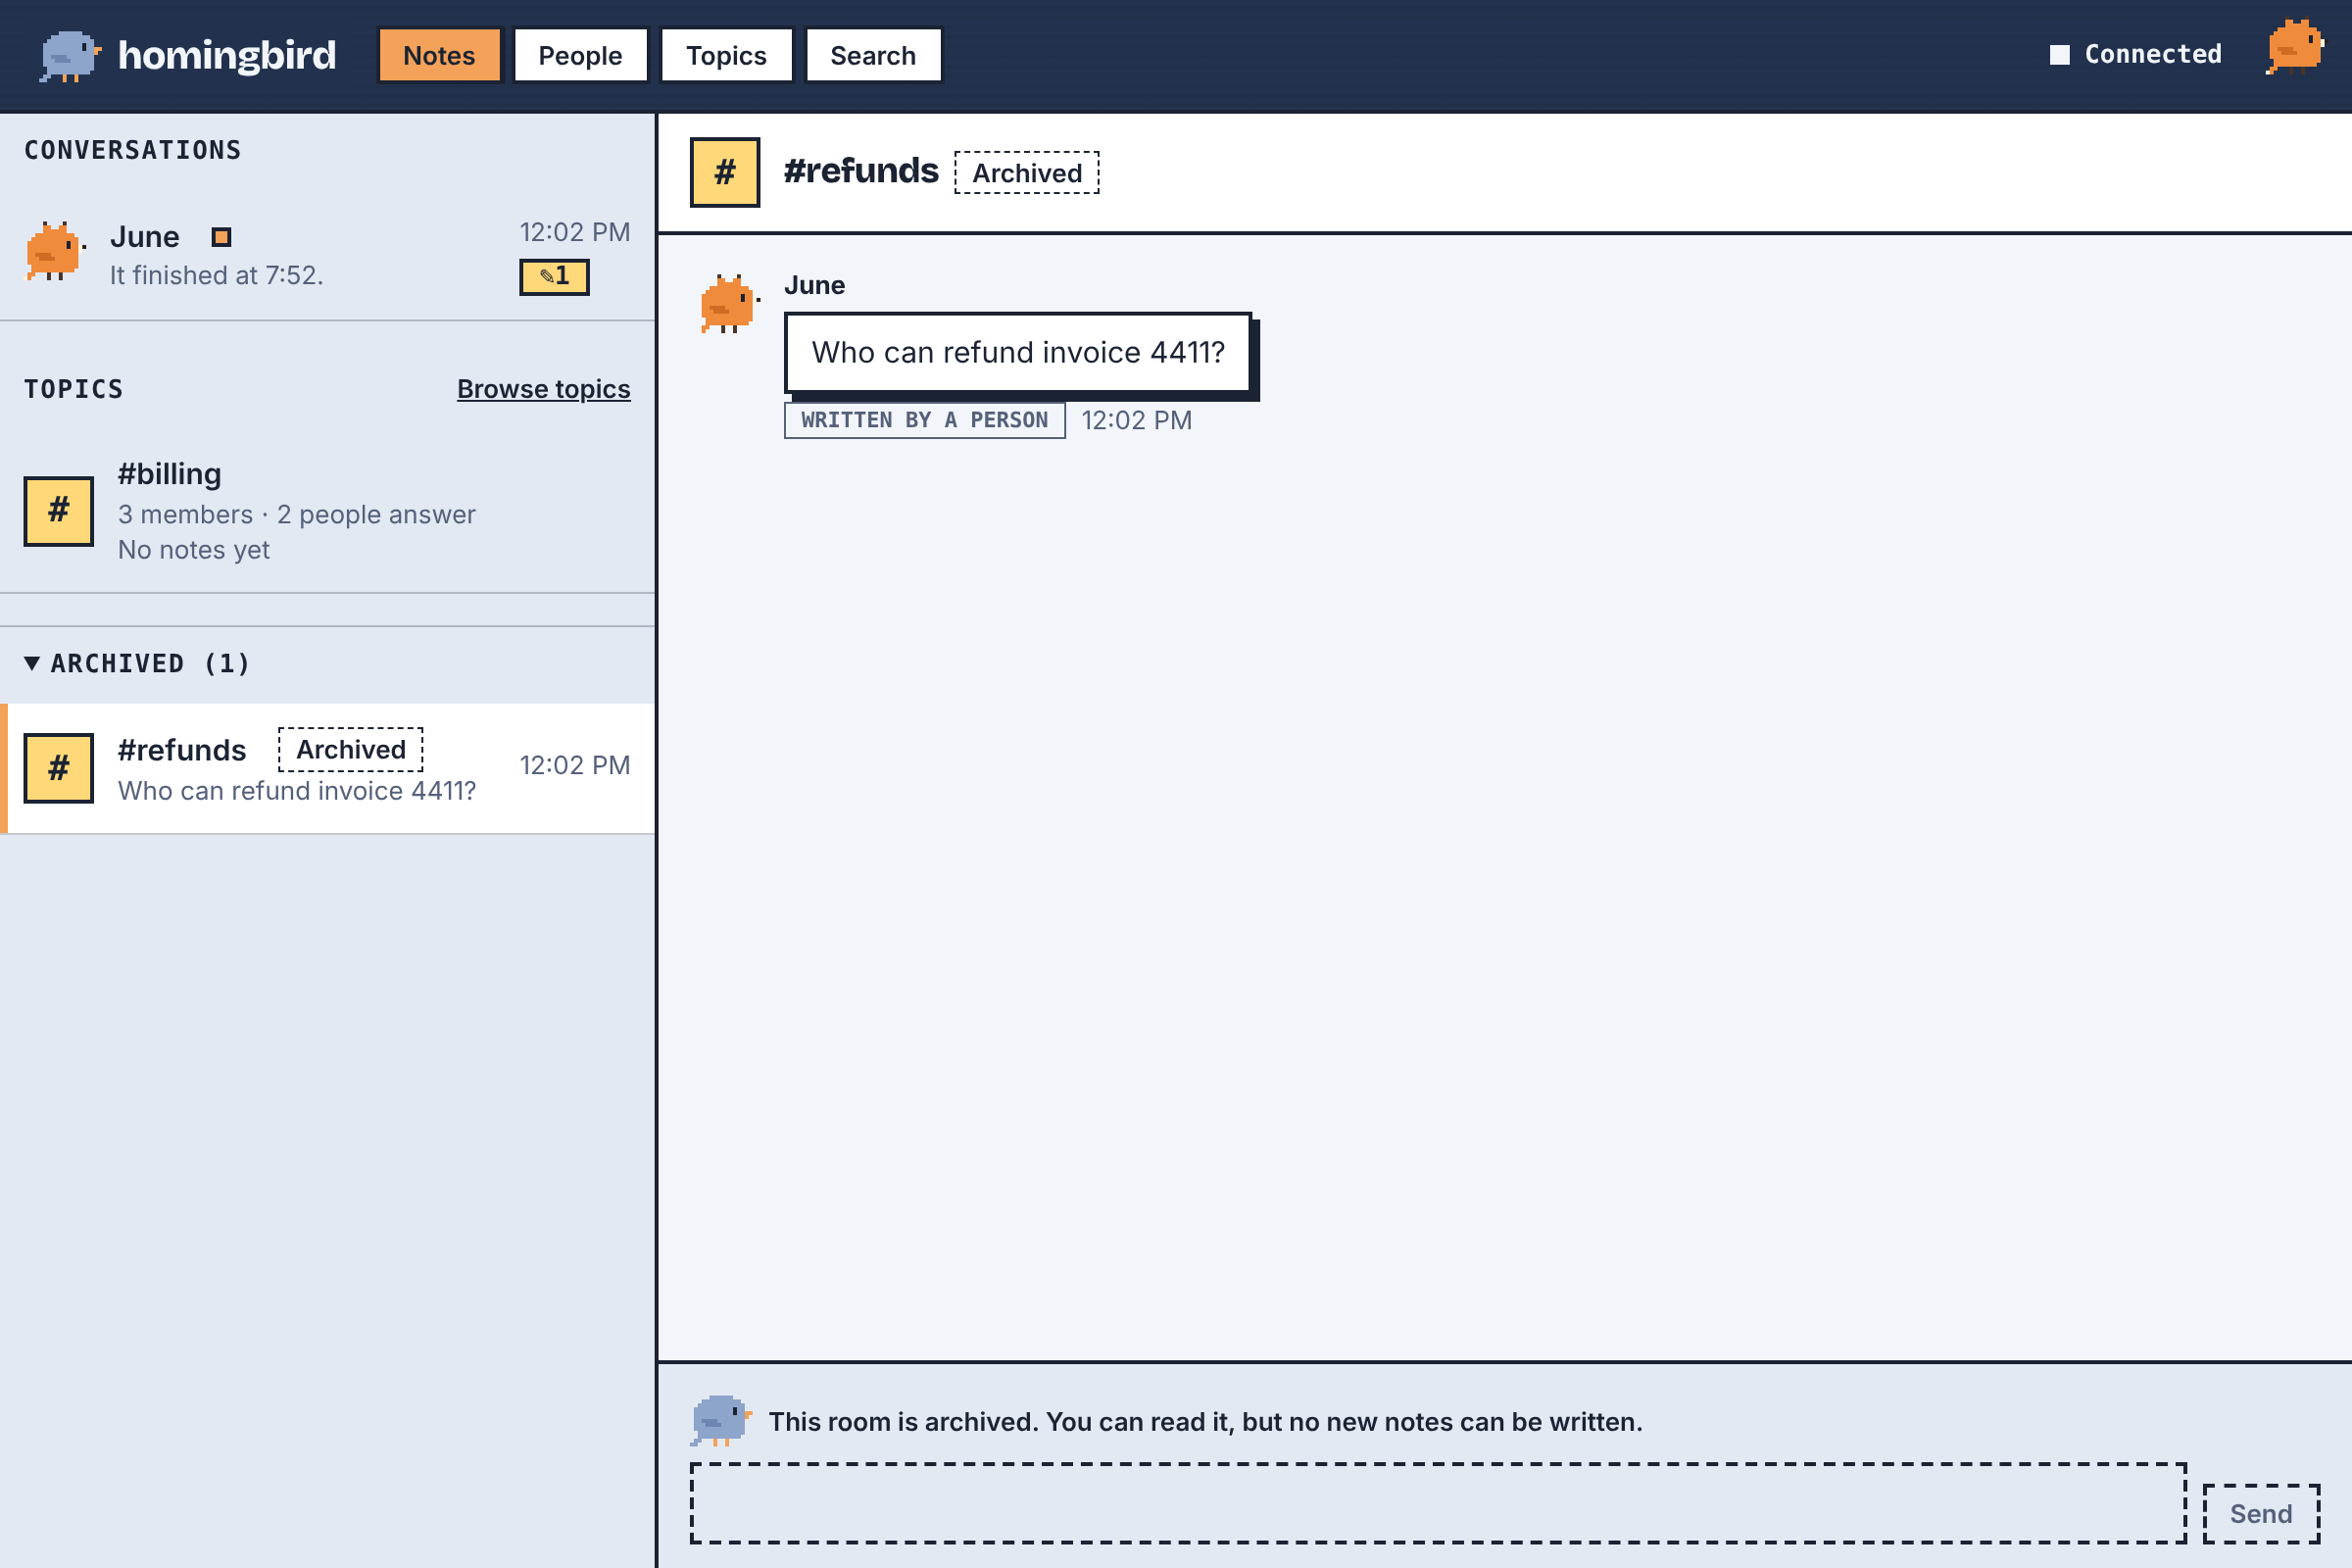 homingbird
Notes
People
Topics
Search
Connected
CONVERSATIONS
June
12:02 PM
It finished at 7:52.
✎1
TOPICS
Browse topics
#
#billing
3 members · 2 people answer
No notes yet
▼ ARCHIVED (1)
#
#refunds
Archived
12:02 PM
Who can refund invoice 4411?
#
#refunds
Archived
June
Who can refund invoice 4411?
WRITTEN BY A PERSON
12:02 PM
This room is archived. You can read it, but no new notes can be written.
Send